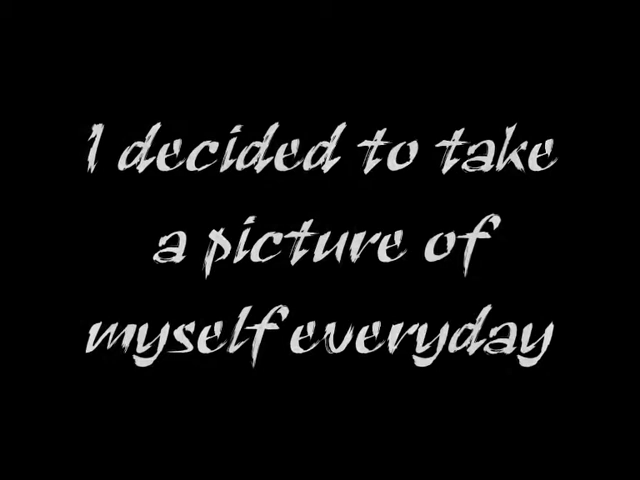 I decided to take
a picture of
myself everyday